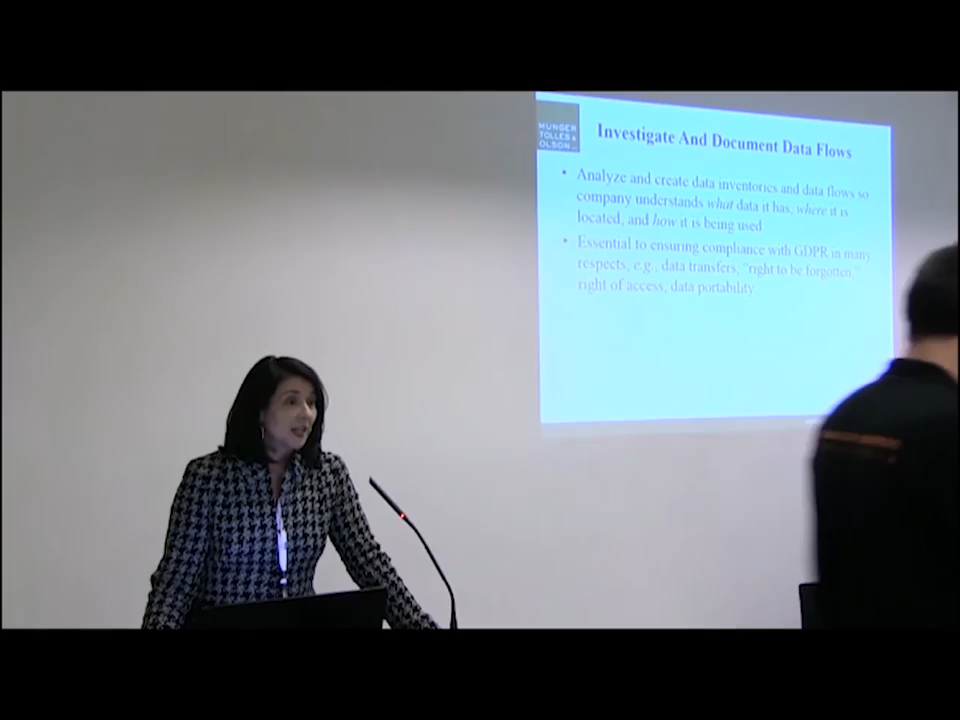 MUNGER
TOLLES &
OLSON LLP
Investigate And Document Data Flows
• Analyze and create data inventories and data flows so
company understands what data it has, where it is
located, and how it is being used
• Essential to ensuring compliance with GDPR in many
respects, e.g., data transfers, "right to be forgotten,"
right of access, data portability